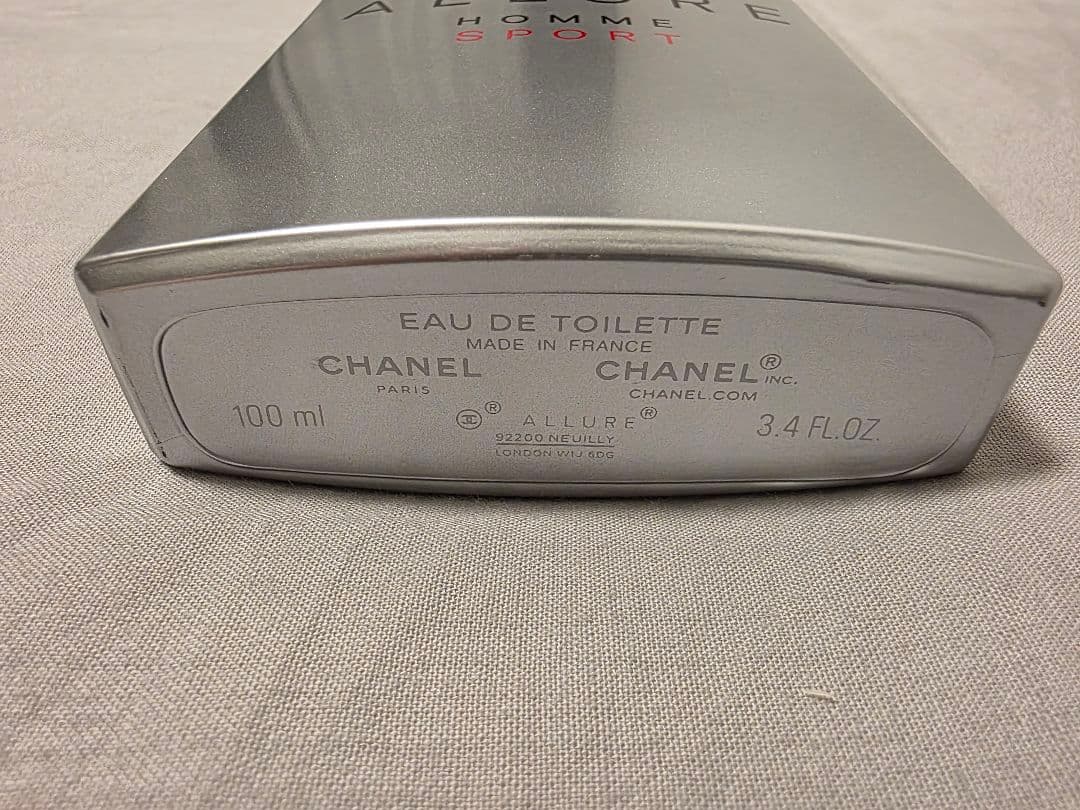 ALLURE
HOMME
SPORT
EAU DE TOILETTE
MADE IN FRANCE
CHANEL CHANEL® INC.
PARIS CHANEL.COM
100 ml ® ALLURE® 3.4 FL.OZ.
92200 NEUILLY
LONDON W1J 6DG